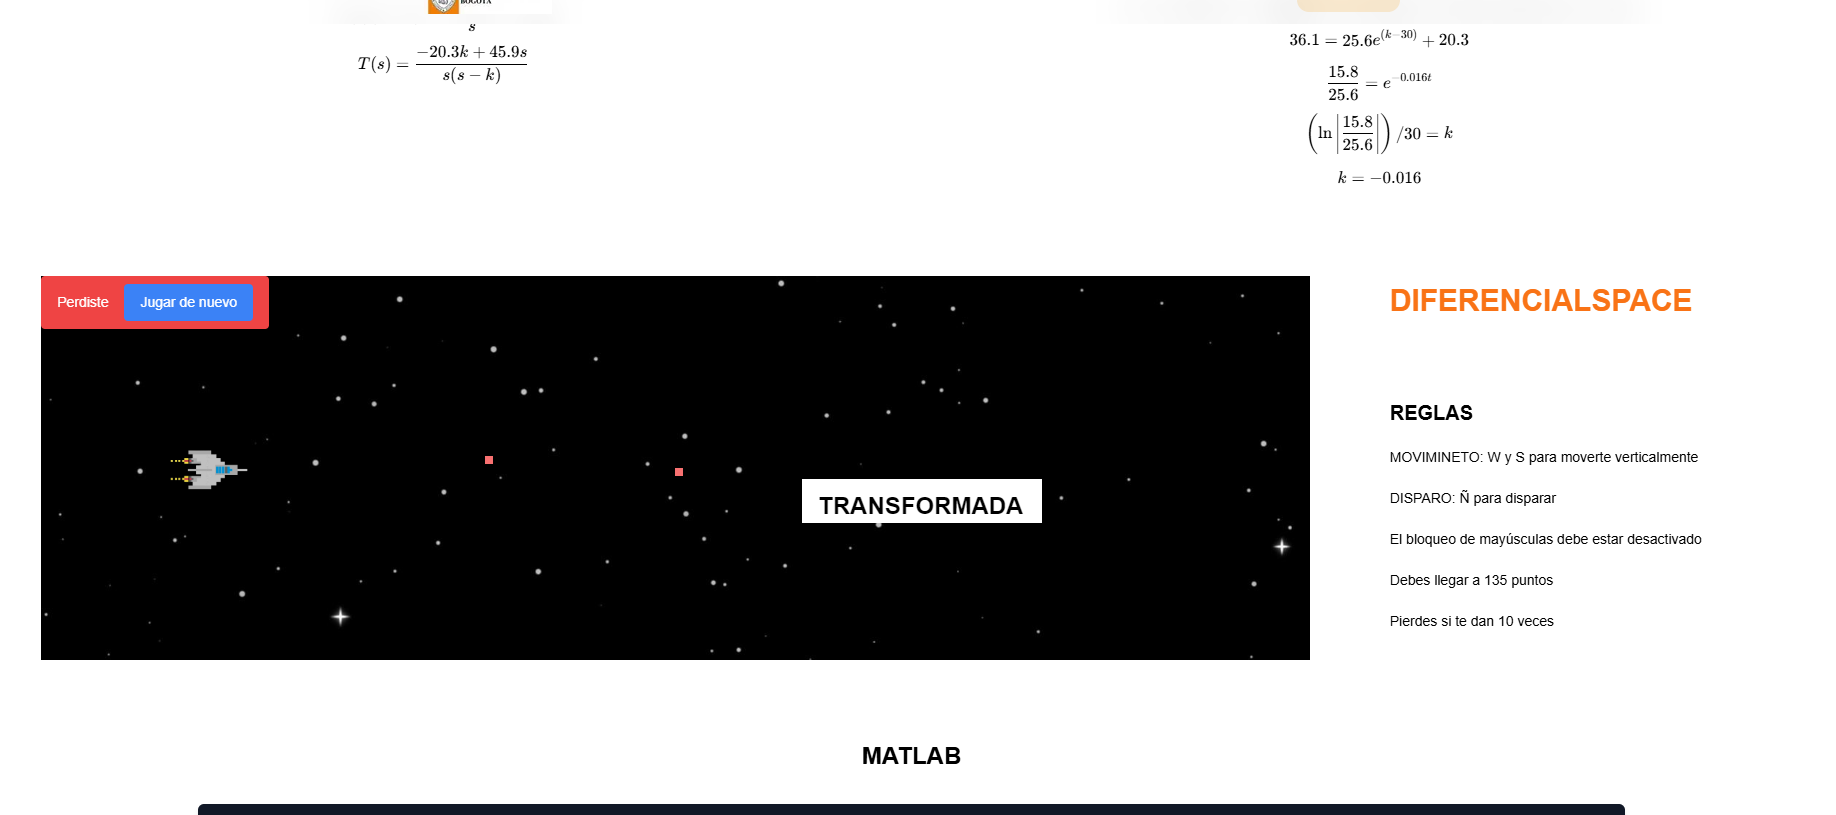 BOGOTÁ
s
T(s) = \frac{-20.3k + 45.9s}{s(s - k)}
36.1 = 25.6e^{(k-30)} + 20.3
\frac{15.8}{25.6} = e^{-0.016t}
\left(\ln\left|\frac{15.8}{25.6}\right|\right)/30 = k
k = -0.016
Perdiste
Jugar de nuevo
TRANSFORMADA
DIFERENCIALSPACE
REGLAS
MOVIMINETO: W y S para moverte verticalmente
DISPARO: Ñ para disparar
El bloqueo de mayúsculas debe estar desactivado
Debes llegar a 135 puntos
Pierdes si te dan 10 veces
MATLAB